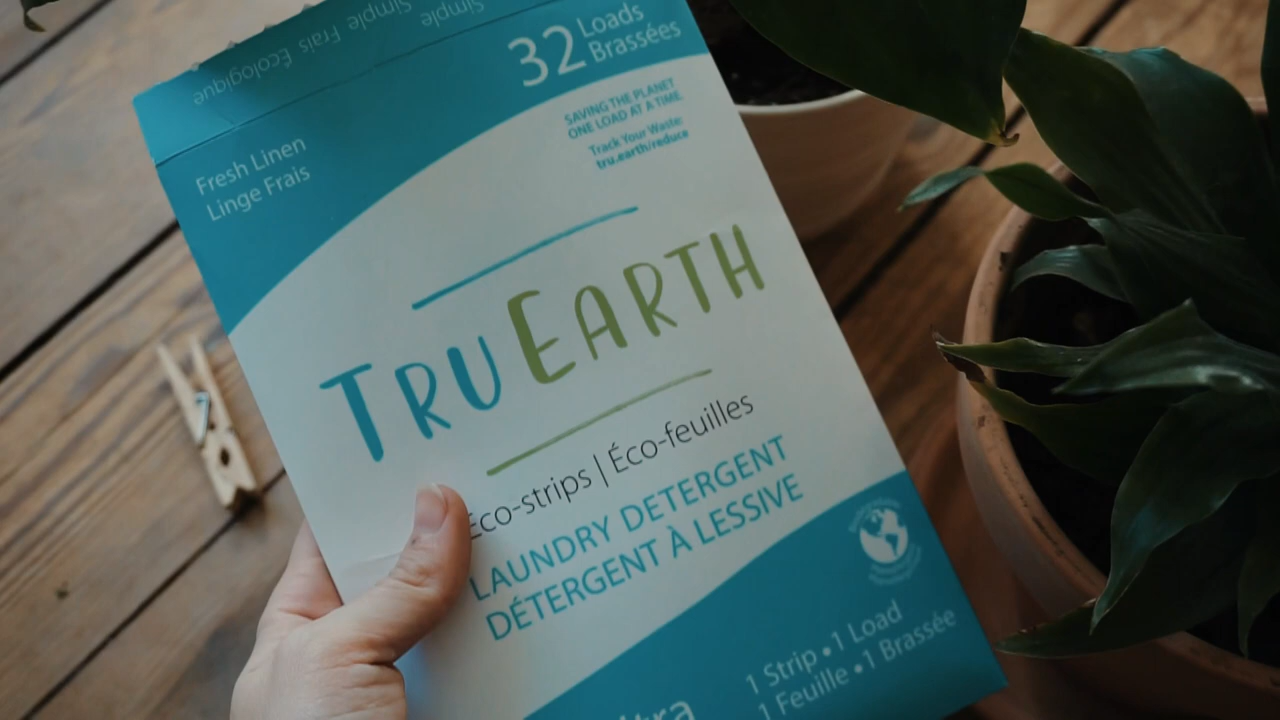 Simple Frais Écologique
Simple
32 Loads
Brassées
SAVING THE PLANET
ONE LOAD AT A TIME.
Track Your Waste:
tru.earth/reduce
Fresh Linen
Linge Frais
TRUEARTH
Eco-strips | Éco-feuilles
LAUNDRY DETERGENT
DÉTERGENT À LESSIVE
1 Strip • 1 Load
1 Feuille • 1 Brassée